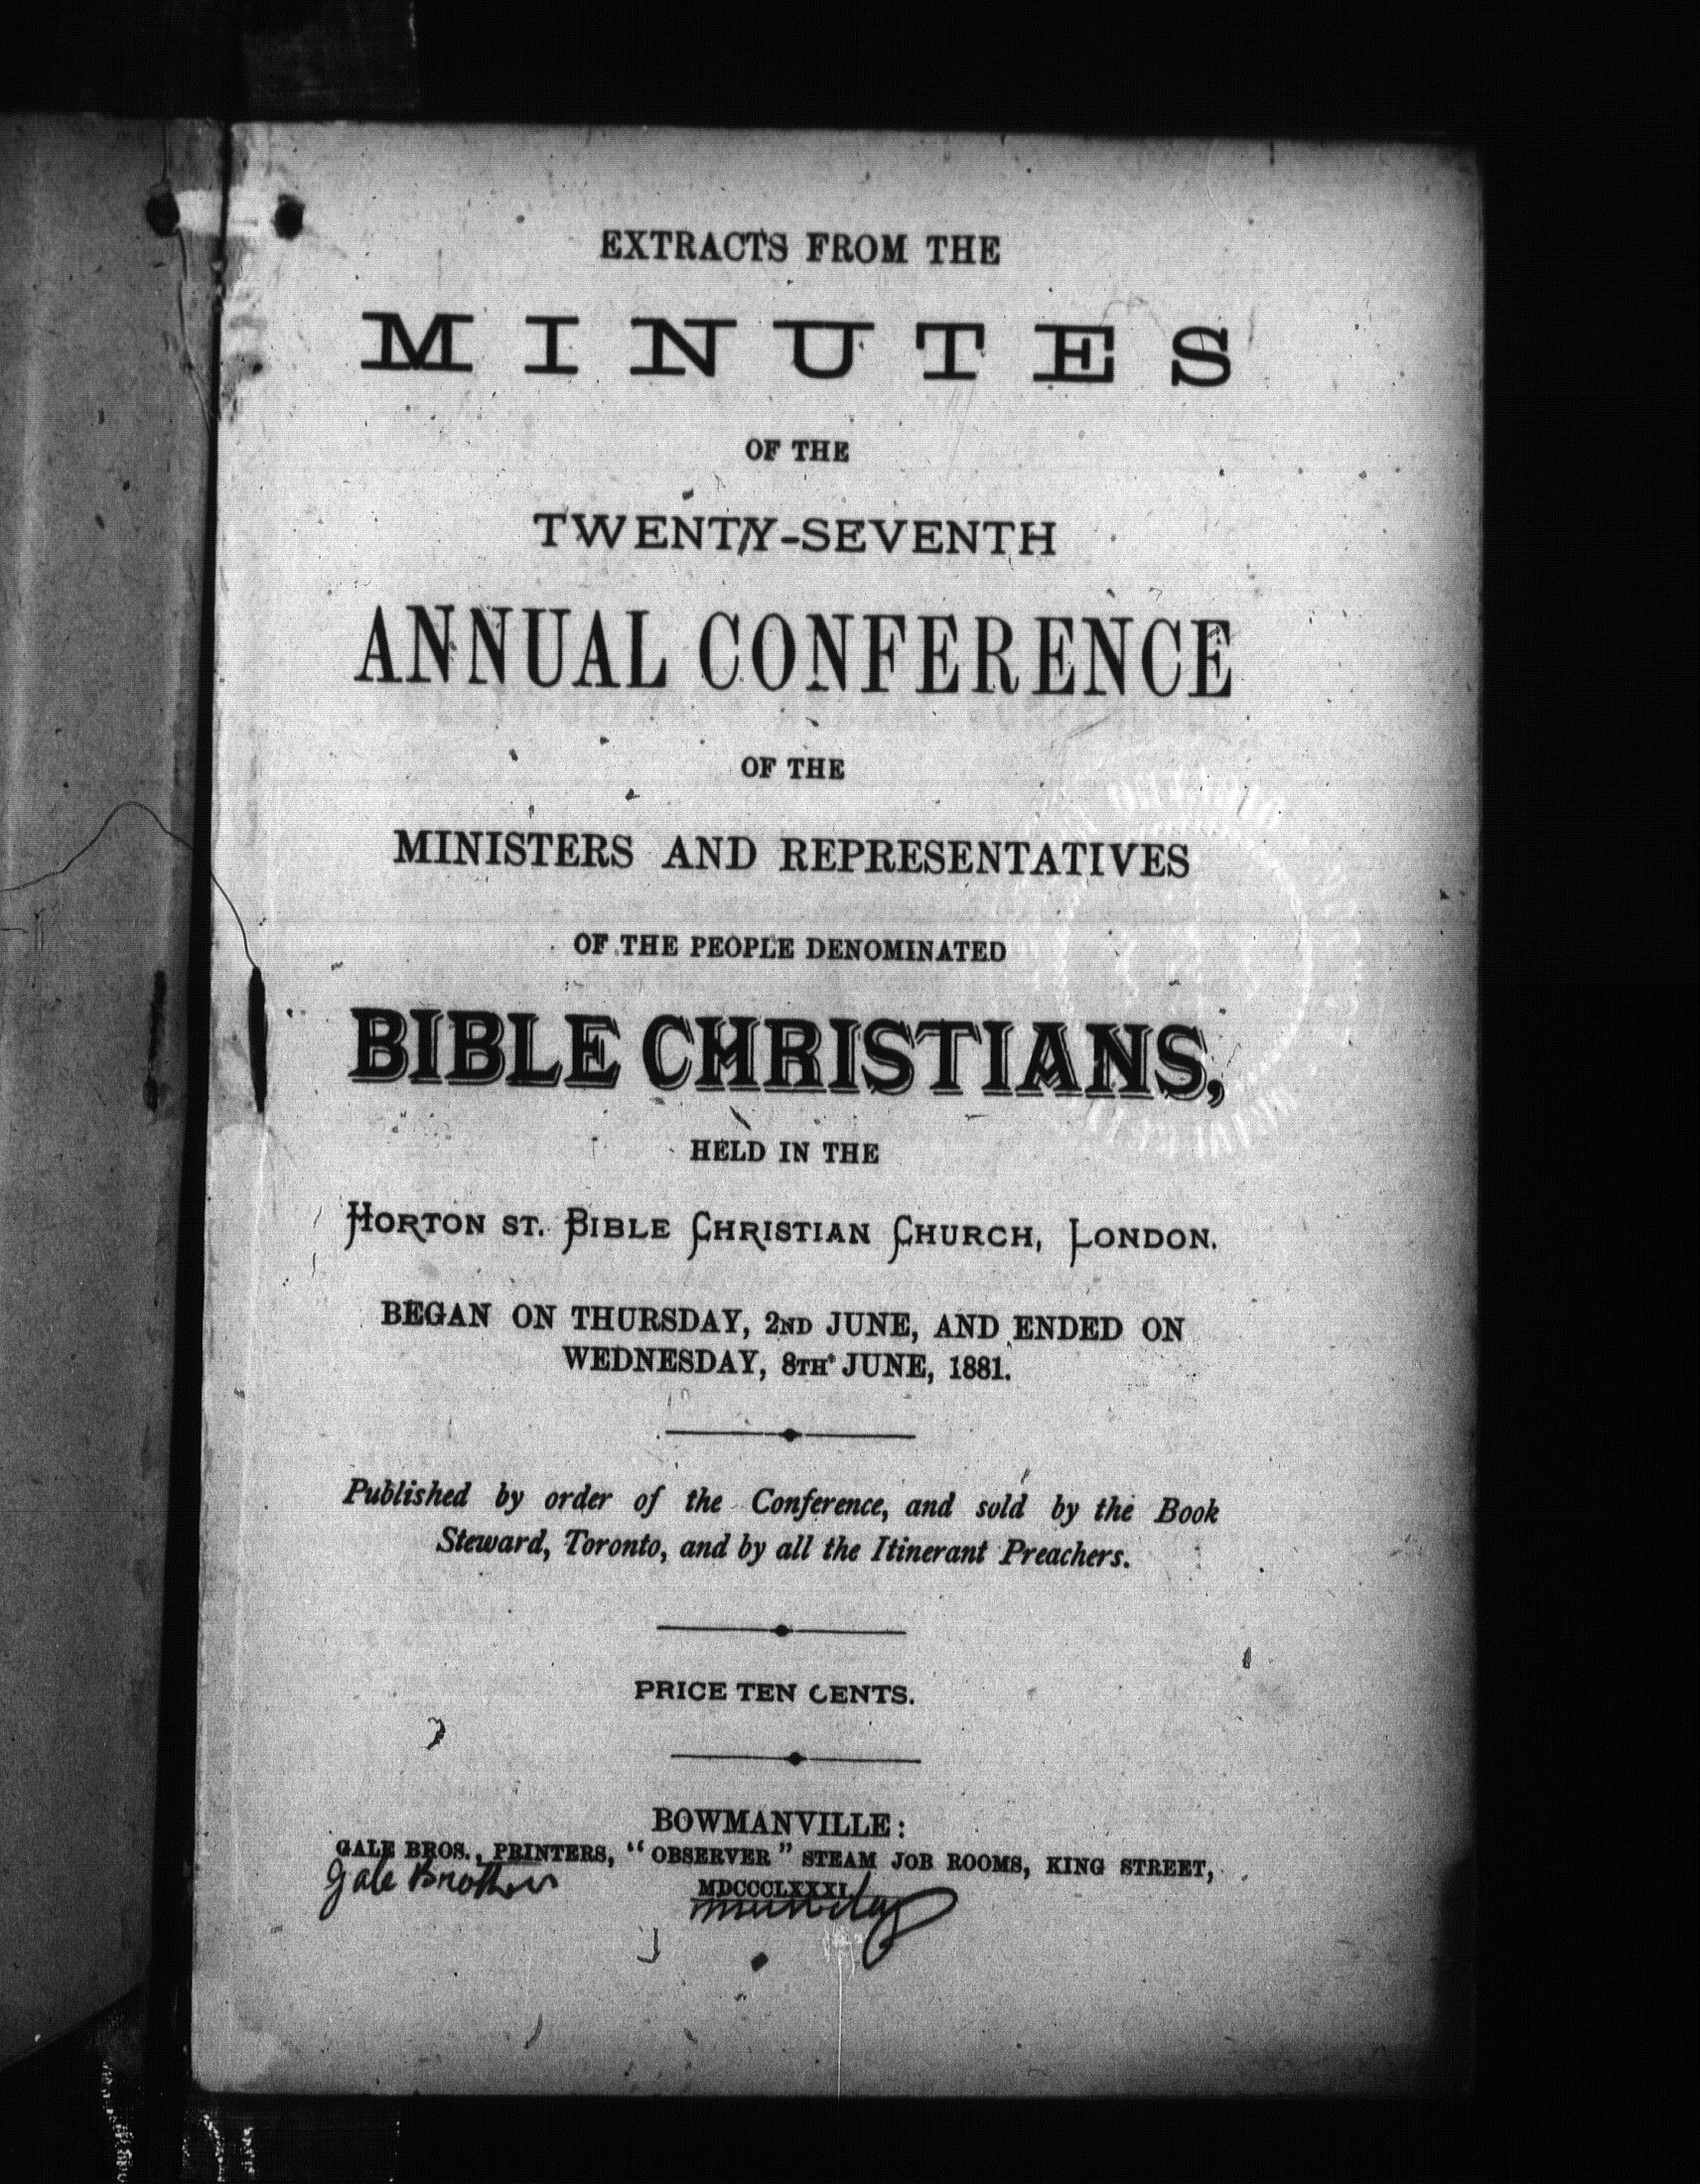 EXTRACTS FROM THE
MINUTES
OF THE
TWENTY-SEVENTH
ANNUAL CONFERENCE
OF THE
MINISTERS AND REPRESENTATIVES
OF THE PEOPLE DENOMINATED
BIBLE CHRISTIANS,
HELD IN THE
HORTON ST. BIBLE CHRISTIAN CHURCH, LONDON.
BEGAN ON THURSDAY, 2ND JUNE, AND ENDED ON
WEDNESDAY, 8TH JUNE, 1881.
Published by order of the Conference, and sold by the Book
Steward, Toronto, and by all the Itinerant Preachers.
PRICE TEN CENTS.
BOWMANVILLE:
GALE BROS., PRINTERS, "OBSERVER" STEAM JOB ROOMS, KING STREET,
Gale Brothers
MDCCCLXXXI.